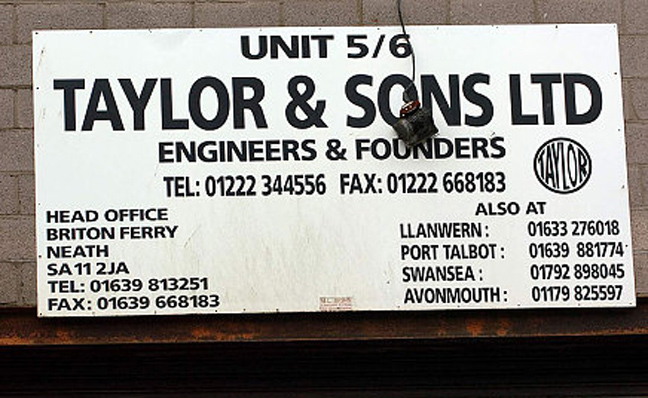 UNIT 5/6
TAYLOR & SONS LTD
ENGINEERS & FOUNDERS
TEL: 01222 344556 FAX: 01222 668183
TAYLOR
HEAD OFFICE
BRITON FERRY
NEATH
SA11 2JA
TEL: 01639 813251
FAX: 01639 668183
ALSO AT
LLANWERN: 01633 276018
PORT TALBOT: 01639 881774
SWANSEA: 01792 898045
AVONMOUTH: 01179 825597